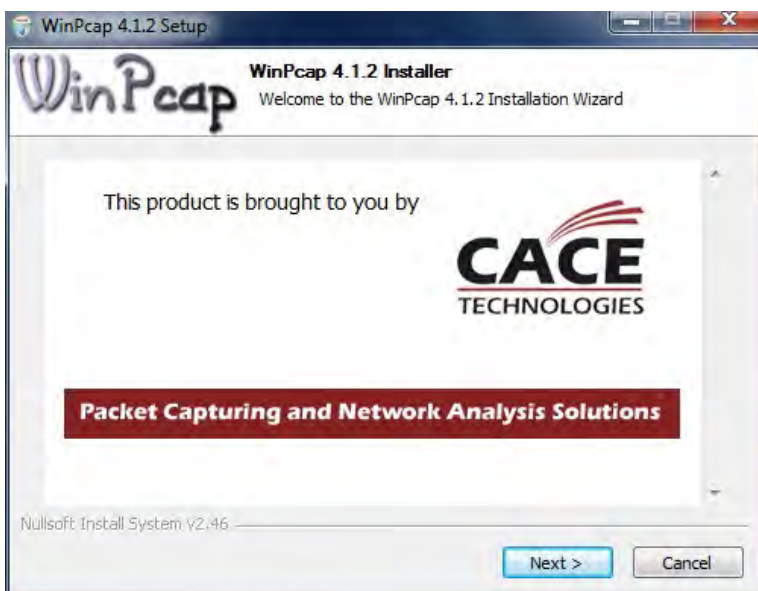 WinPcap 4.1.2 Setup
WinPcap
WinPcap 4.1.2 Installer
Welcome to the WinPcap 4.1.2 Installation Wizard
This product is brought to you by
CACE
TECHNOLOGIES
Packet Capturing and Network Analysis Solutions
Nullsoft Install System v2.46
Next >
Cancel